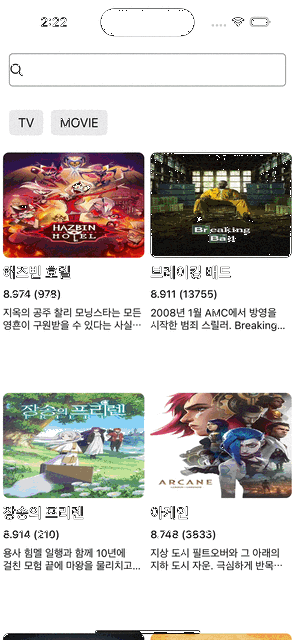 2:22
TV MOVIE
HAZBIN
HOTEL
Breaking
Bad
해즈빈 호텔
브레이킹 배드
8.974 (978)
8.911 (13755)
지옥의 공주 찰리 모닝스타는 모든
영혼이 구원받을 수 있다는 사실…
2008년 1월 AMC에서 방영을
시작한 범죄 스릴러. Breaking…
장송의 프리렌
ARCANE
장송의 프리렌
아케인
8.914 (210)
8.748 (3833)
용사 힘멜 일행과 함께 10년에
걸친 모험 끝에 마왕을 물리치고…
지상 도시 필트오버와 그 아래의
지하 도시 자운. 극심하게 반목…